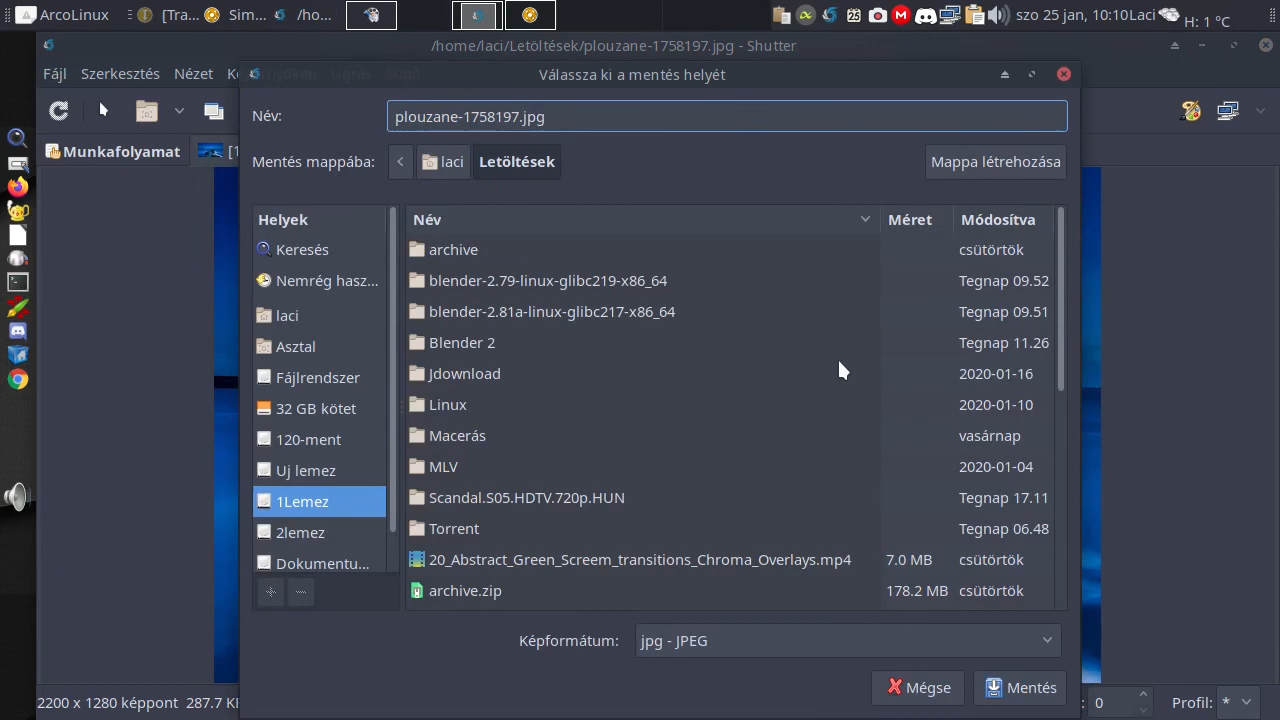 ArcoLinux
[Tra...
Sim...
/ho...
25
szo 25 jan, 10:10
Laci
H: 1 °C
/home/laci/Letöltések/plouzane-1758197.jpg - Shutter
Fájl
Szerkesztés
Nézet
Válassza ki a mentés helyét
Név:
plouzane-1758197.jpg
Munkafolyamat
[1
Mentés mappába:
laci
Letöltések
Mappa létrehozása
Helyek
Név
Méret
Módosítva
Keresés
archive
csütörtök
Nemrég hasz...
blender-2.79-linux-glibc219-x86_64
Tegnap 09.52
laci
blender-2.81a-linux-glibc217-x86_64
Tegnap 09.51
Asztal
Blender 2
Tegnap 11.26
Fájlrendszer
Jdownload
2020-01-16
32 GB kötet
Linux
2020-01-10
120-ment
Macerás
vasárnap
Uj lemez
MLV
2020-01-04
1Lemez
Scandal.S05.HDTV.720p.HUN
Tegnap 17.11
2lemez
Torrent
Tegnap 06.48
Dokumentu...
20_Abstract_Green_Screem_transitions_Chroma_Overlays.mp4
7.0 MB
csütörtök
archive.zip
178.2 MB
csütörtök
Képformátum:
jpg - JPEG
Mégse
Mentés
2200 x 1280 képpont
287.7 K
0
Profil:
*